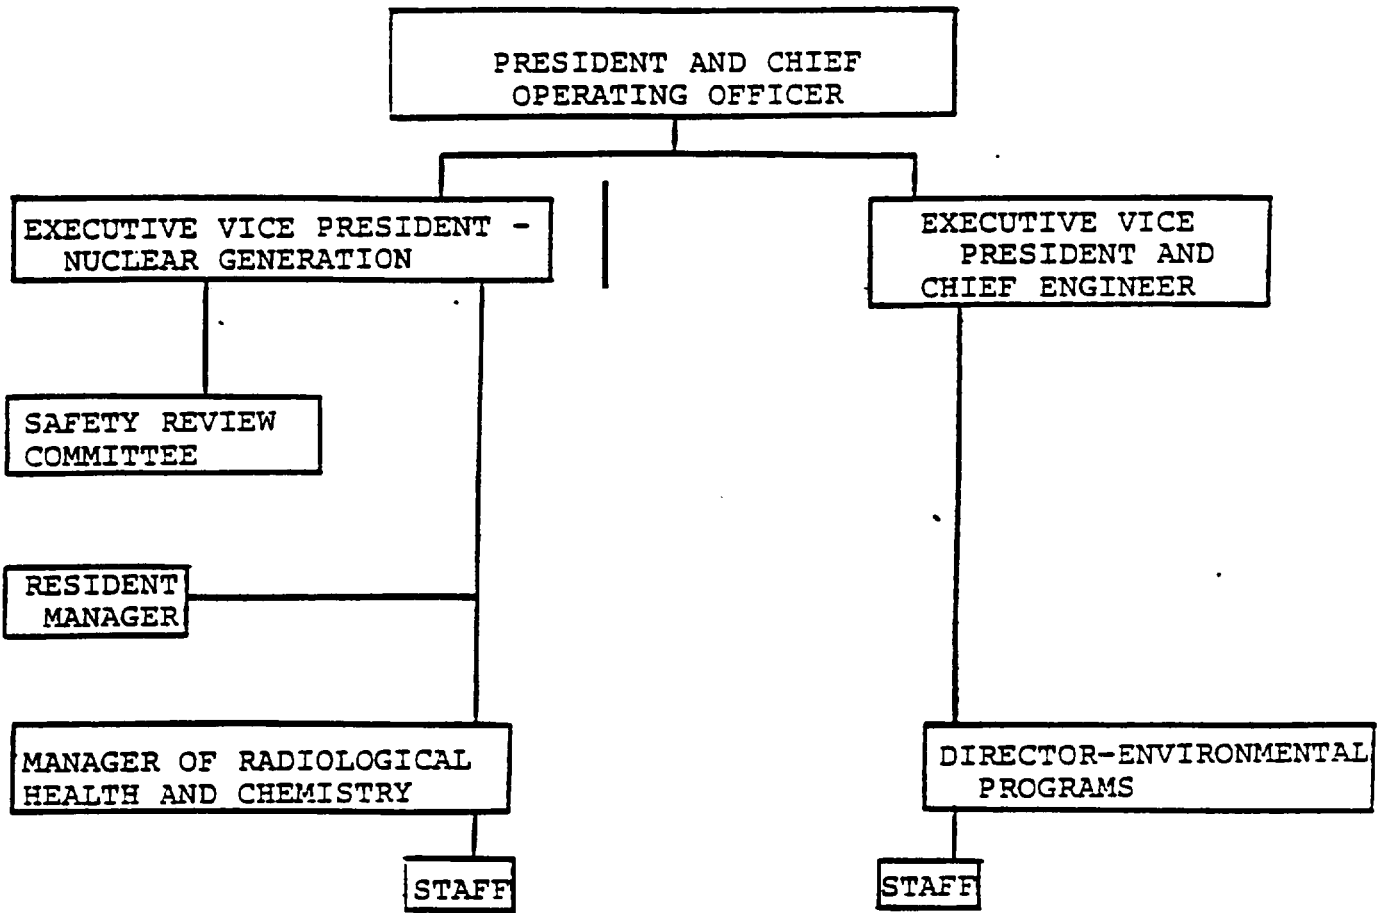 PRESIDENT AND CHIEF
OPERATING OFFICER
EXECUTIVE VICE PRESIDENT -
NUCLEAR GENERATION
EXECUTIVE VICE
PRESIDENT AND
CHIEF ENGINEER
SAFETY REVIEW
COMMITTEE
RESIDENT
MANAGER
MANAGER OF RADIOLOGICAL
HEALTH AND CHEMISTRY
DIRECTOR-ENVIRONMENTAL
PROGRAMS
STAFF
STAFF